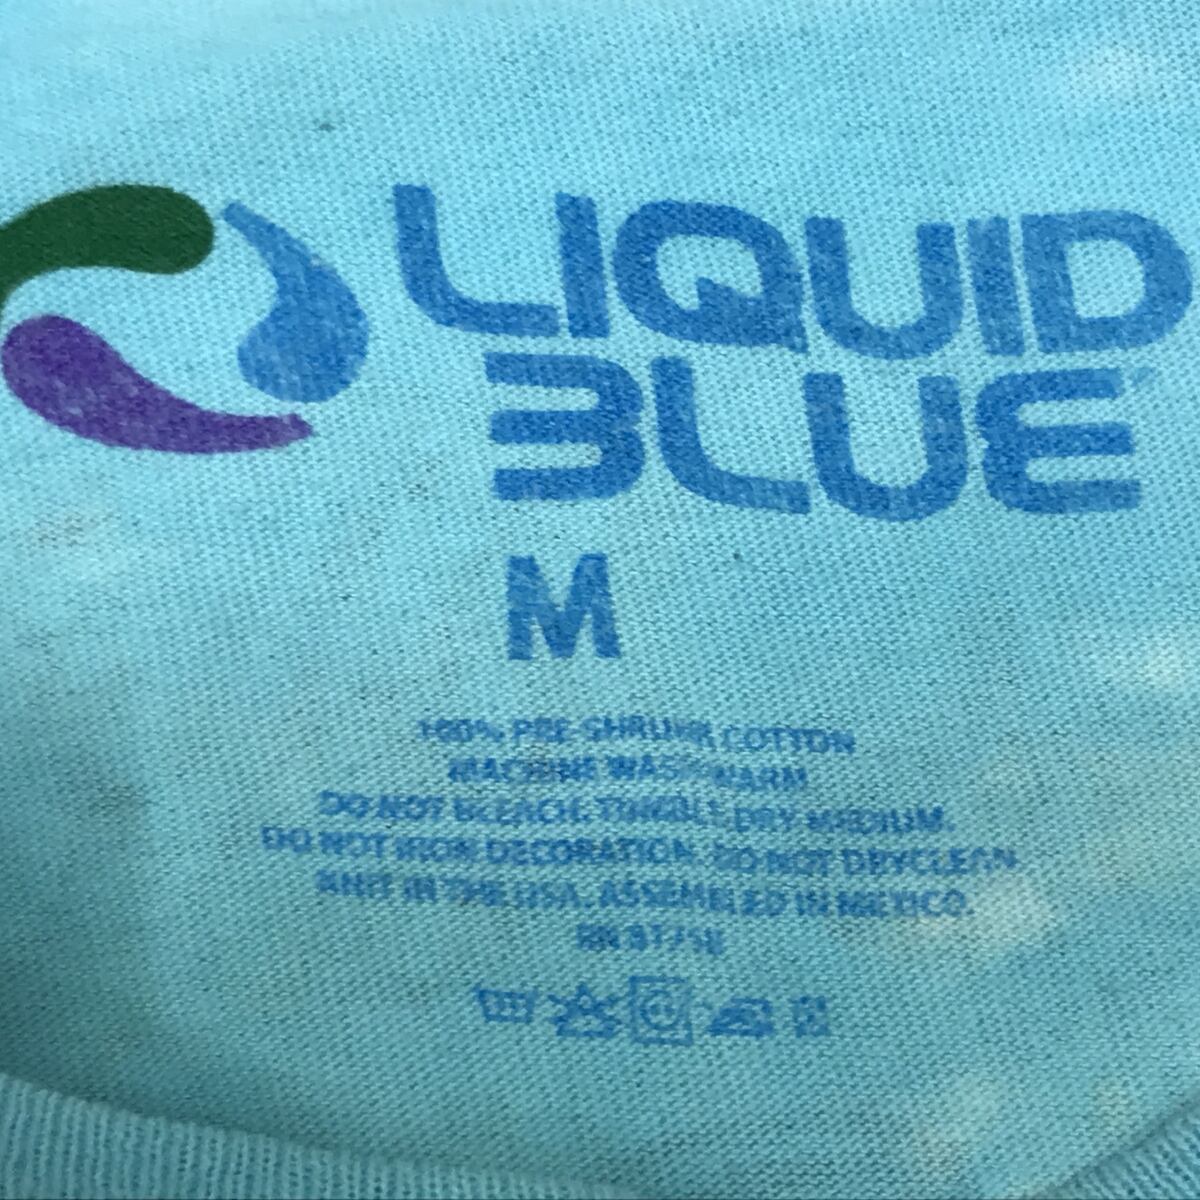 LIQUID
BLUE
M
100% PRE-SHRUNK COTTON
MACHINE WASH WARM
DO NOT BLEACH. TUMBLE DRY MEDIUM.
DO NOT IRON DECORATION. DO NOT DRYCLEAN
KNIT IN THE USA. ASSEMBLED IN MEXICO.
RN